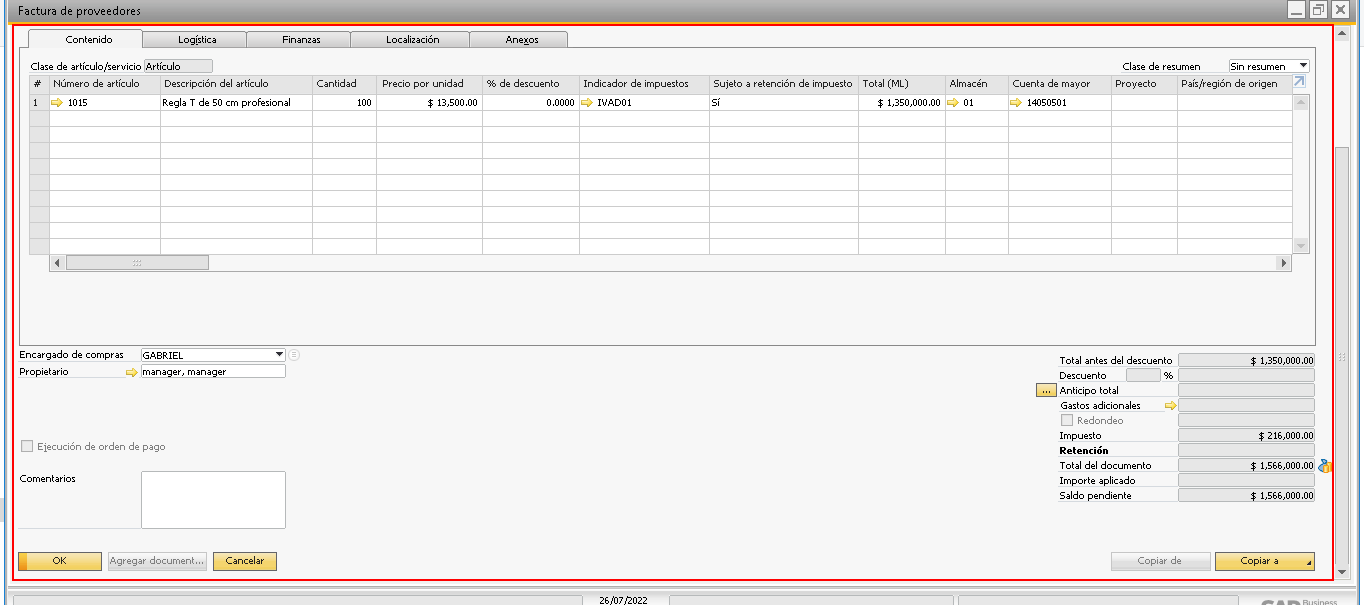 Factura de proveedores
Contenido Logística Finanzas Localización Anexos
Clase de artículo/servicio Artículo Clase de resumen Sin resumen
# Número de artículo Descripción del artículo Cantidad Precio por unidad % de descuento Indicador de impuestos Sujeto a retención de impuesto Total (ML) Almacén Cuenta de mayor Proyecto País/región de origen
1 1015 Regla T de 50 cm profesional 100 $ 13,500.00 0.0000 IVAD01 Sí $ 1,350,000.00 01 14050501
Encargado de compras GABRIEL
Propietario manager, manager
Total antes del descuento $ 1,350,000.00
Descuento %
... Anticipo total
Gastos adicionales
Redondeo
Impuesto $ 216,000.00
Retención
Total del documento $ 1,566,000.00
Importe aplicado
Saldo pendiente $ 1,566,000.00
Ejecución de orden de pago
Comentarios
OK Agregar document... Cancelar Copiar de Copiar a
26/07/2022
SAP Business